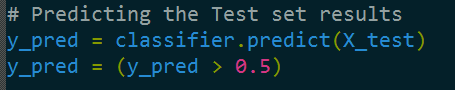 # Predicting the Test set results
y_pred = classifier.predict(X_test)
y_pred = (y_pred > 0.5)